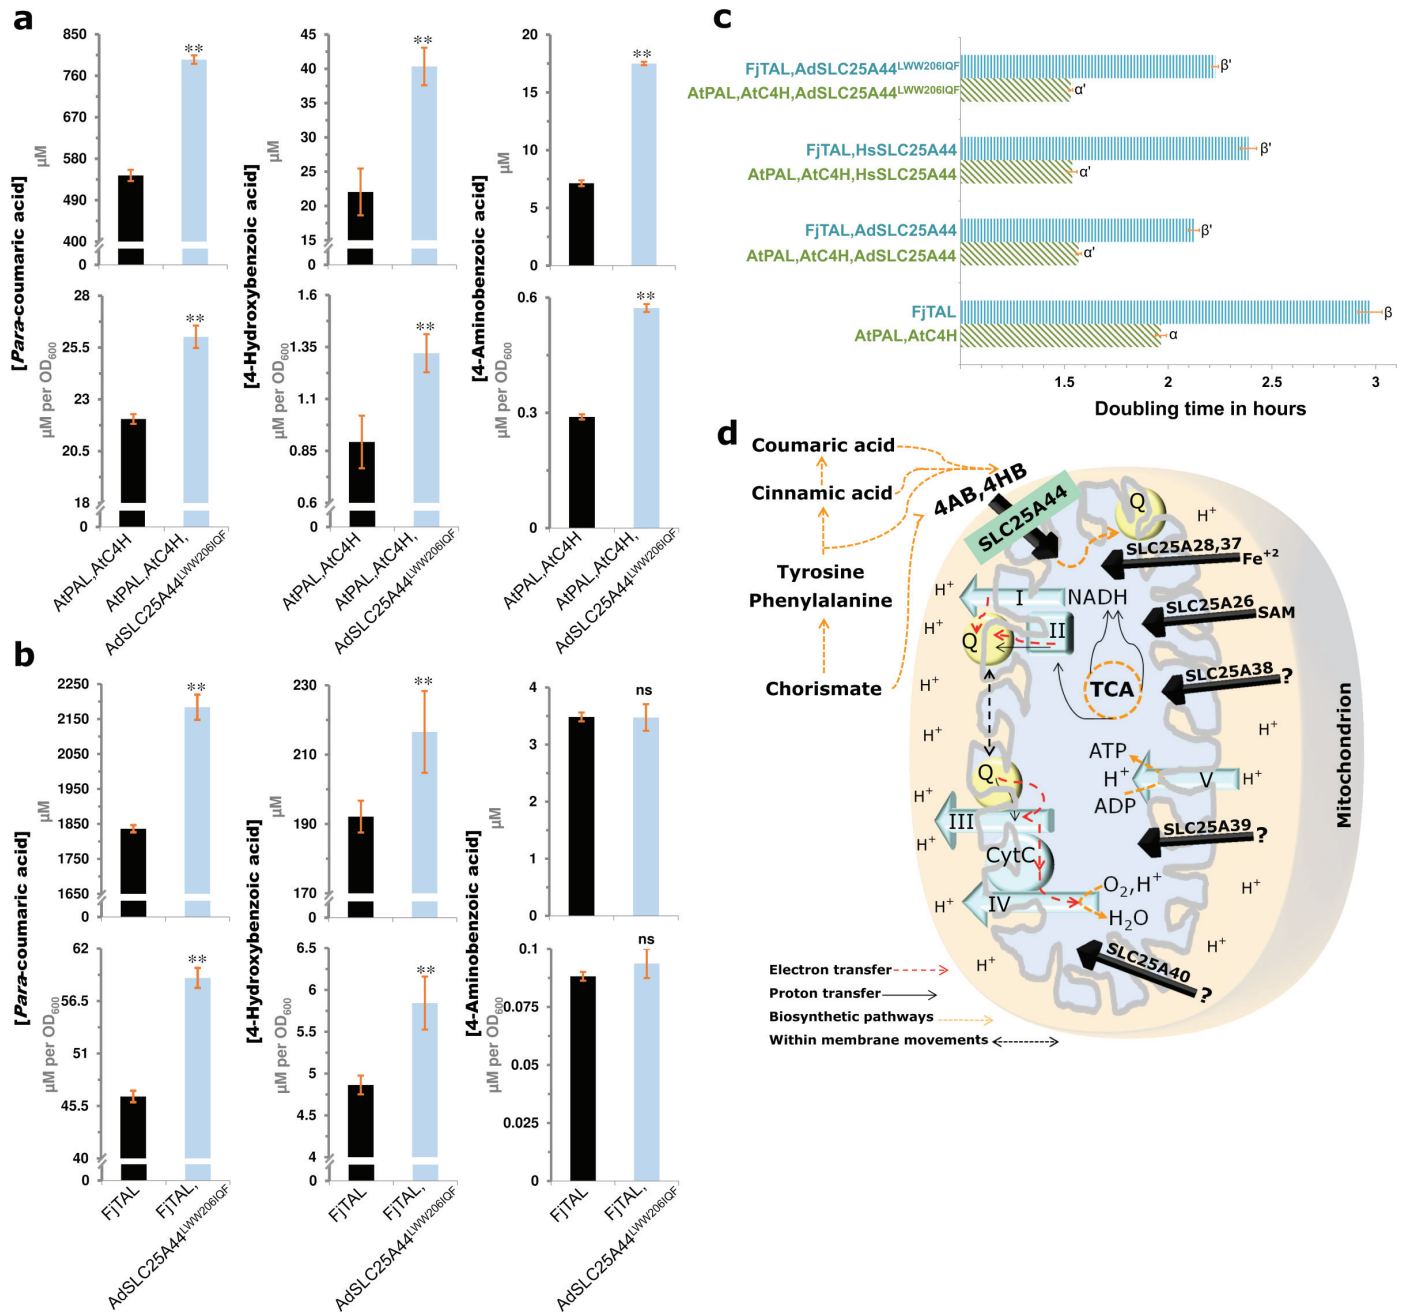 a
850
760
670
580
490
400
0
µM
[Para-coumaric acid]
**
45
40
35
30
25
20
15
0
µM
[4-Hydroxybenzoic acid]
**
20
15
10
5
0
µM
[4-Aminobenzoic acid]
**
28
25.5
23
20.5
18
0
µM per OD600
**
1.6
1.35
1.1
0.85
0.6
0
µM per OD600
**
0.6
0.3
0
µM per OD600
**
AtPAL,AtC4H
AtPAL,AtC4H,
AdSLC25A44LWW206IQF
AtPAL,AtC4H
AtPAL,AtC4H,
AdSLC25A44LWW206IQF
AtPAL,AtC4H
AtPAL,AtC4H,
AdSLC25A44LWW206IQF
b
2250
2150
2050
1950
1850
1750
1650
0
µM
[Para-coumaric acid]
**
230
210
190
170
0
µM
[4-Hydroxybenzoic acid]
**
4
3
2
1
0
µM
[4-Aminobenzoic acid]
ns
62
56.5
51
45.5
40
0
µM per OD600
**
6.5
6
5.5
5
4.5
4
0
µM per OD600
**
0.1
0.075
0.05
0.025
0
µM per OD600
ns
FjTAL
FjTAL,
AdSLC25A44LWW206IQF
FjTAL
FjTAL,
AdSLC25A44LWW206IQF
FjTAL
FjTAL,
AdSLC25A44LWW206IQF
c
FjTAL,AdSLC25A44LWW206IQF
β'
AtPAL,AtC4H,AdSLC25A44LWW206IQF
α'
FjTAL,HsSLC25A44
β'
AtPAL,AtC4H,HsSLC25A44
α'
FjTAL,AdSLC25A44
β'
AtPAL,AtC4H,AdSLC25A44
α'
FjTAL
β
AtPAL,AtC4H
α
1.5
2
2.5
3
Doubling time in hours
d
Coumaric acid
Cinnamic acid
Tyrosine
Phenylalanine
Chorismate
4AB,4HB
SLC25A44
Q
H+
SLC25A28,37
Fe+2
H+
I
NADH
SLC25A26
SAM
H+
Q
II
TCA
SLC25A38
?
H+
H+
H+
Q
ATP
H+
ADP
V
H+
H+
III
SLC25A39
?
H+
CytC
H+
IV
O2,H+
H2O
H+
H+
H+
SLC25A40
?
Mitochondrion
Electron transfer
Proton transfer
Biosynthetic pathways
Within membrane movements